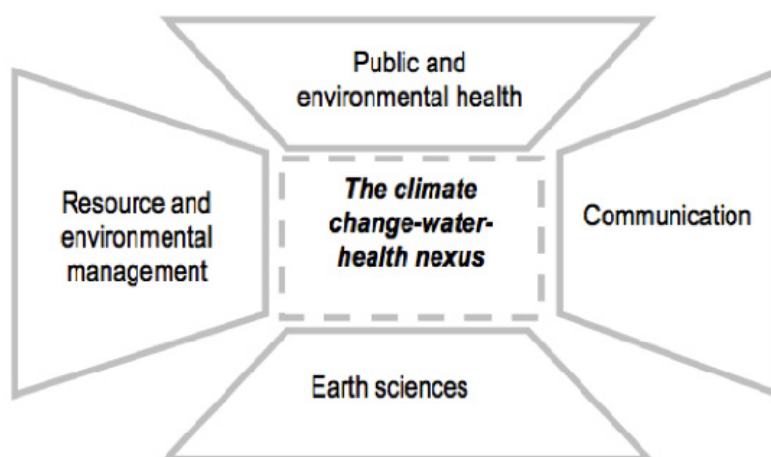 Public and
environmental health
Resource and
environmental
management
The climate
change-water-
health nexus
Communication
Earth sciences